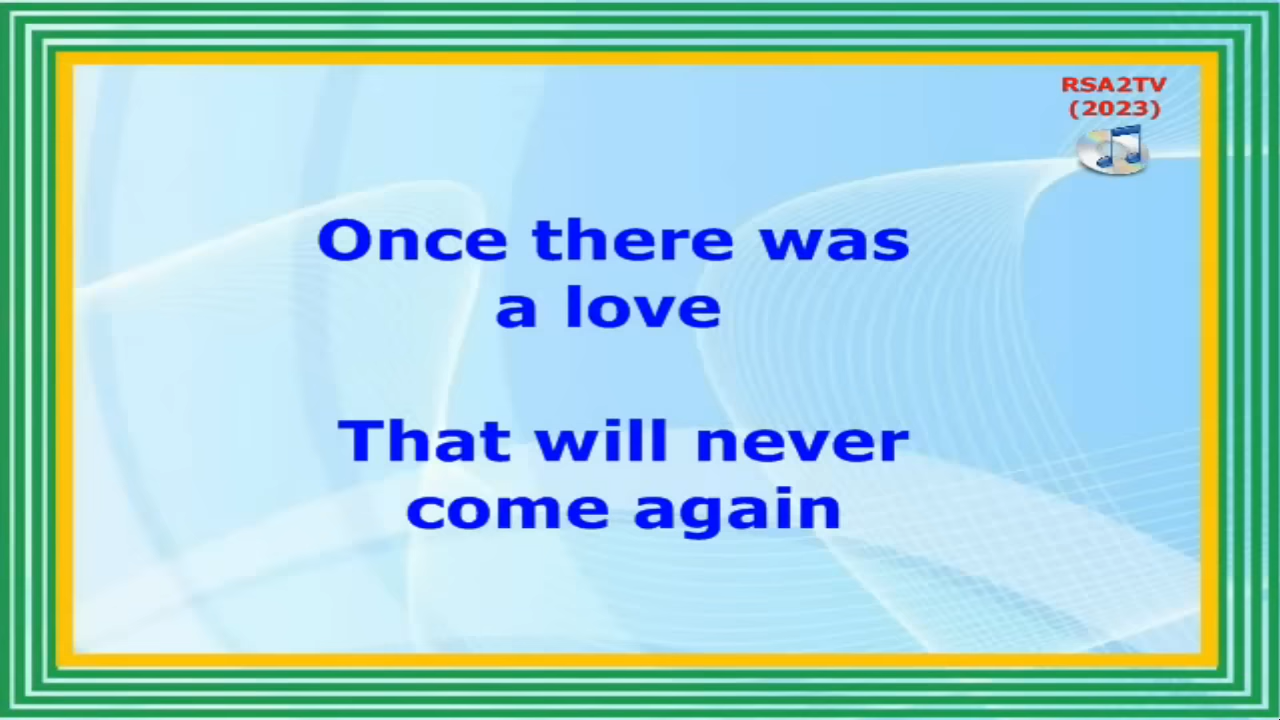 RSA2TV
(2023)
Once there was
a love
That will never
come again